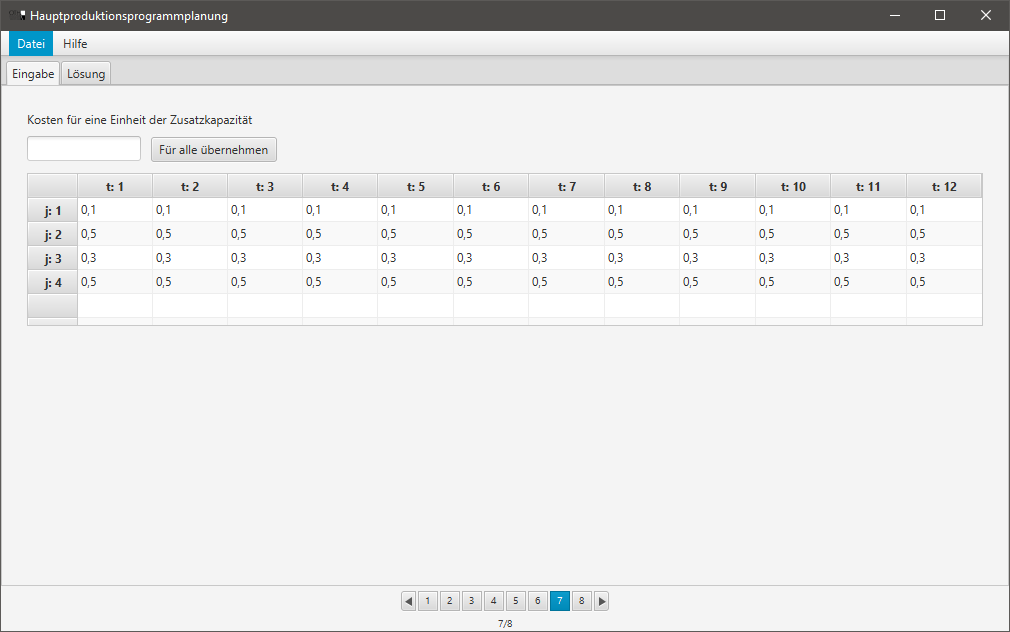 Hauptproduktionsprogrammplanung
Datei Hilfe
Eingabe Lösung
Kosten für eine Einheit der Zusatzkapazität
Für alle übernehmen
t: 1 t: 2 t: 3 t: 4 t: 5 t: 6 t: 7 t: 8 t: 9 t: 10 t: 11 t: 12
j: 1 0,1 0,1 0,1 0,1 0,1 0,1 0,1 0,1 0,1 0,1 0,1 0,1
j: 2 0,5 0,5 0,5 0,5 0,5 0,5 0,5 0,5 0,5 0,5 0,5 0,5
j: 3 0,3 0,3 0,3 0,3 0,3 0,3 0,3 0,3 0,3 0,3 0,3 0,3
j: 4 0,5 0,5 0,5 0,5 0,5 0,5 0,5 0,5 0,5 0,5 0,5 0,5
1 2 3 4 5 6 7 8
7/8